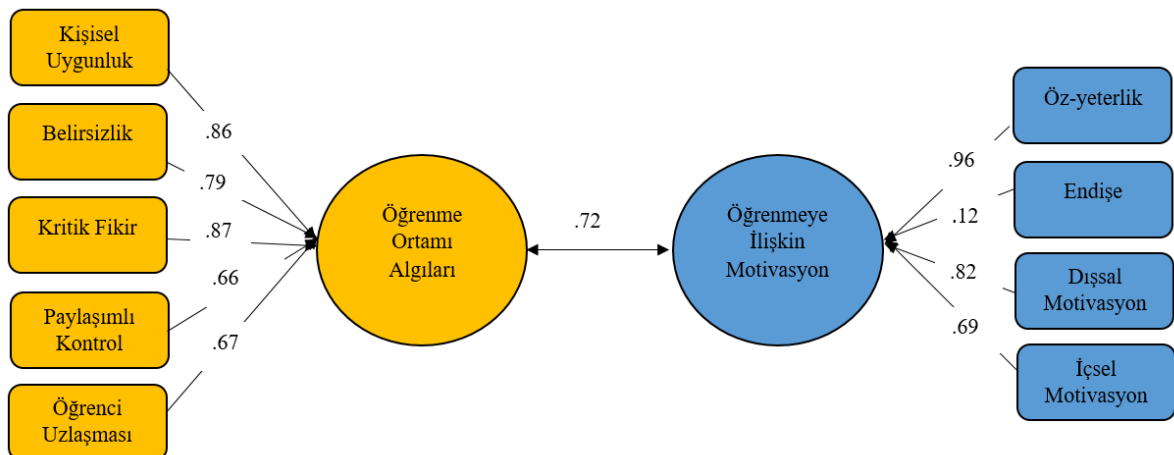 Kişisel
Uygunluk
Belirsizlik
Kritik Fikir
Paylaşımlı
Kontrol
Öğrenci
Uzlaşması
.86
.79
.87
.66
.67
Öğrenme
Ortamı
Algıları
.72
Öğrenmeye
İlişkin
Motivasyon
.96
.12
.82
.69
Öz-yeterlik
Endişe
Dışsal
Motivasyon
İçsel
Motivasyon